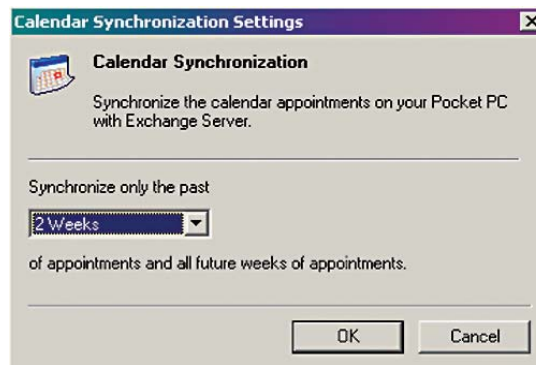 Calendar Synchronization Settings
Calendar Synchronization
Synchronize the calendar appointments on your Pocket PC
with Exchange Server.
Synchronize only the past
2 Weeks
of appointments and all future weeks of appointments.
OK Cancel